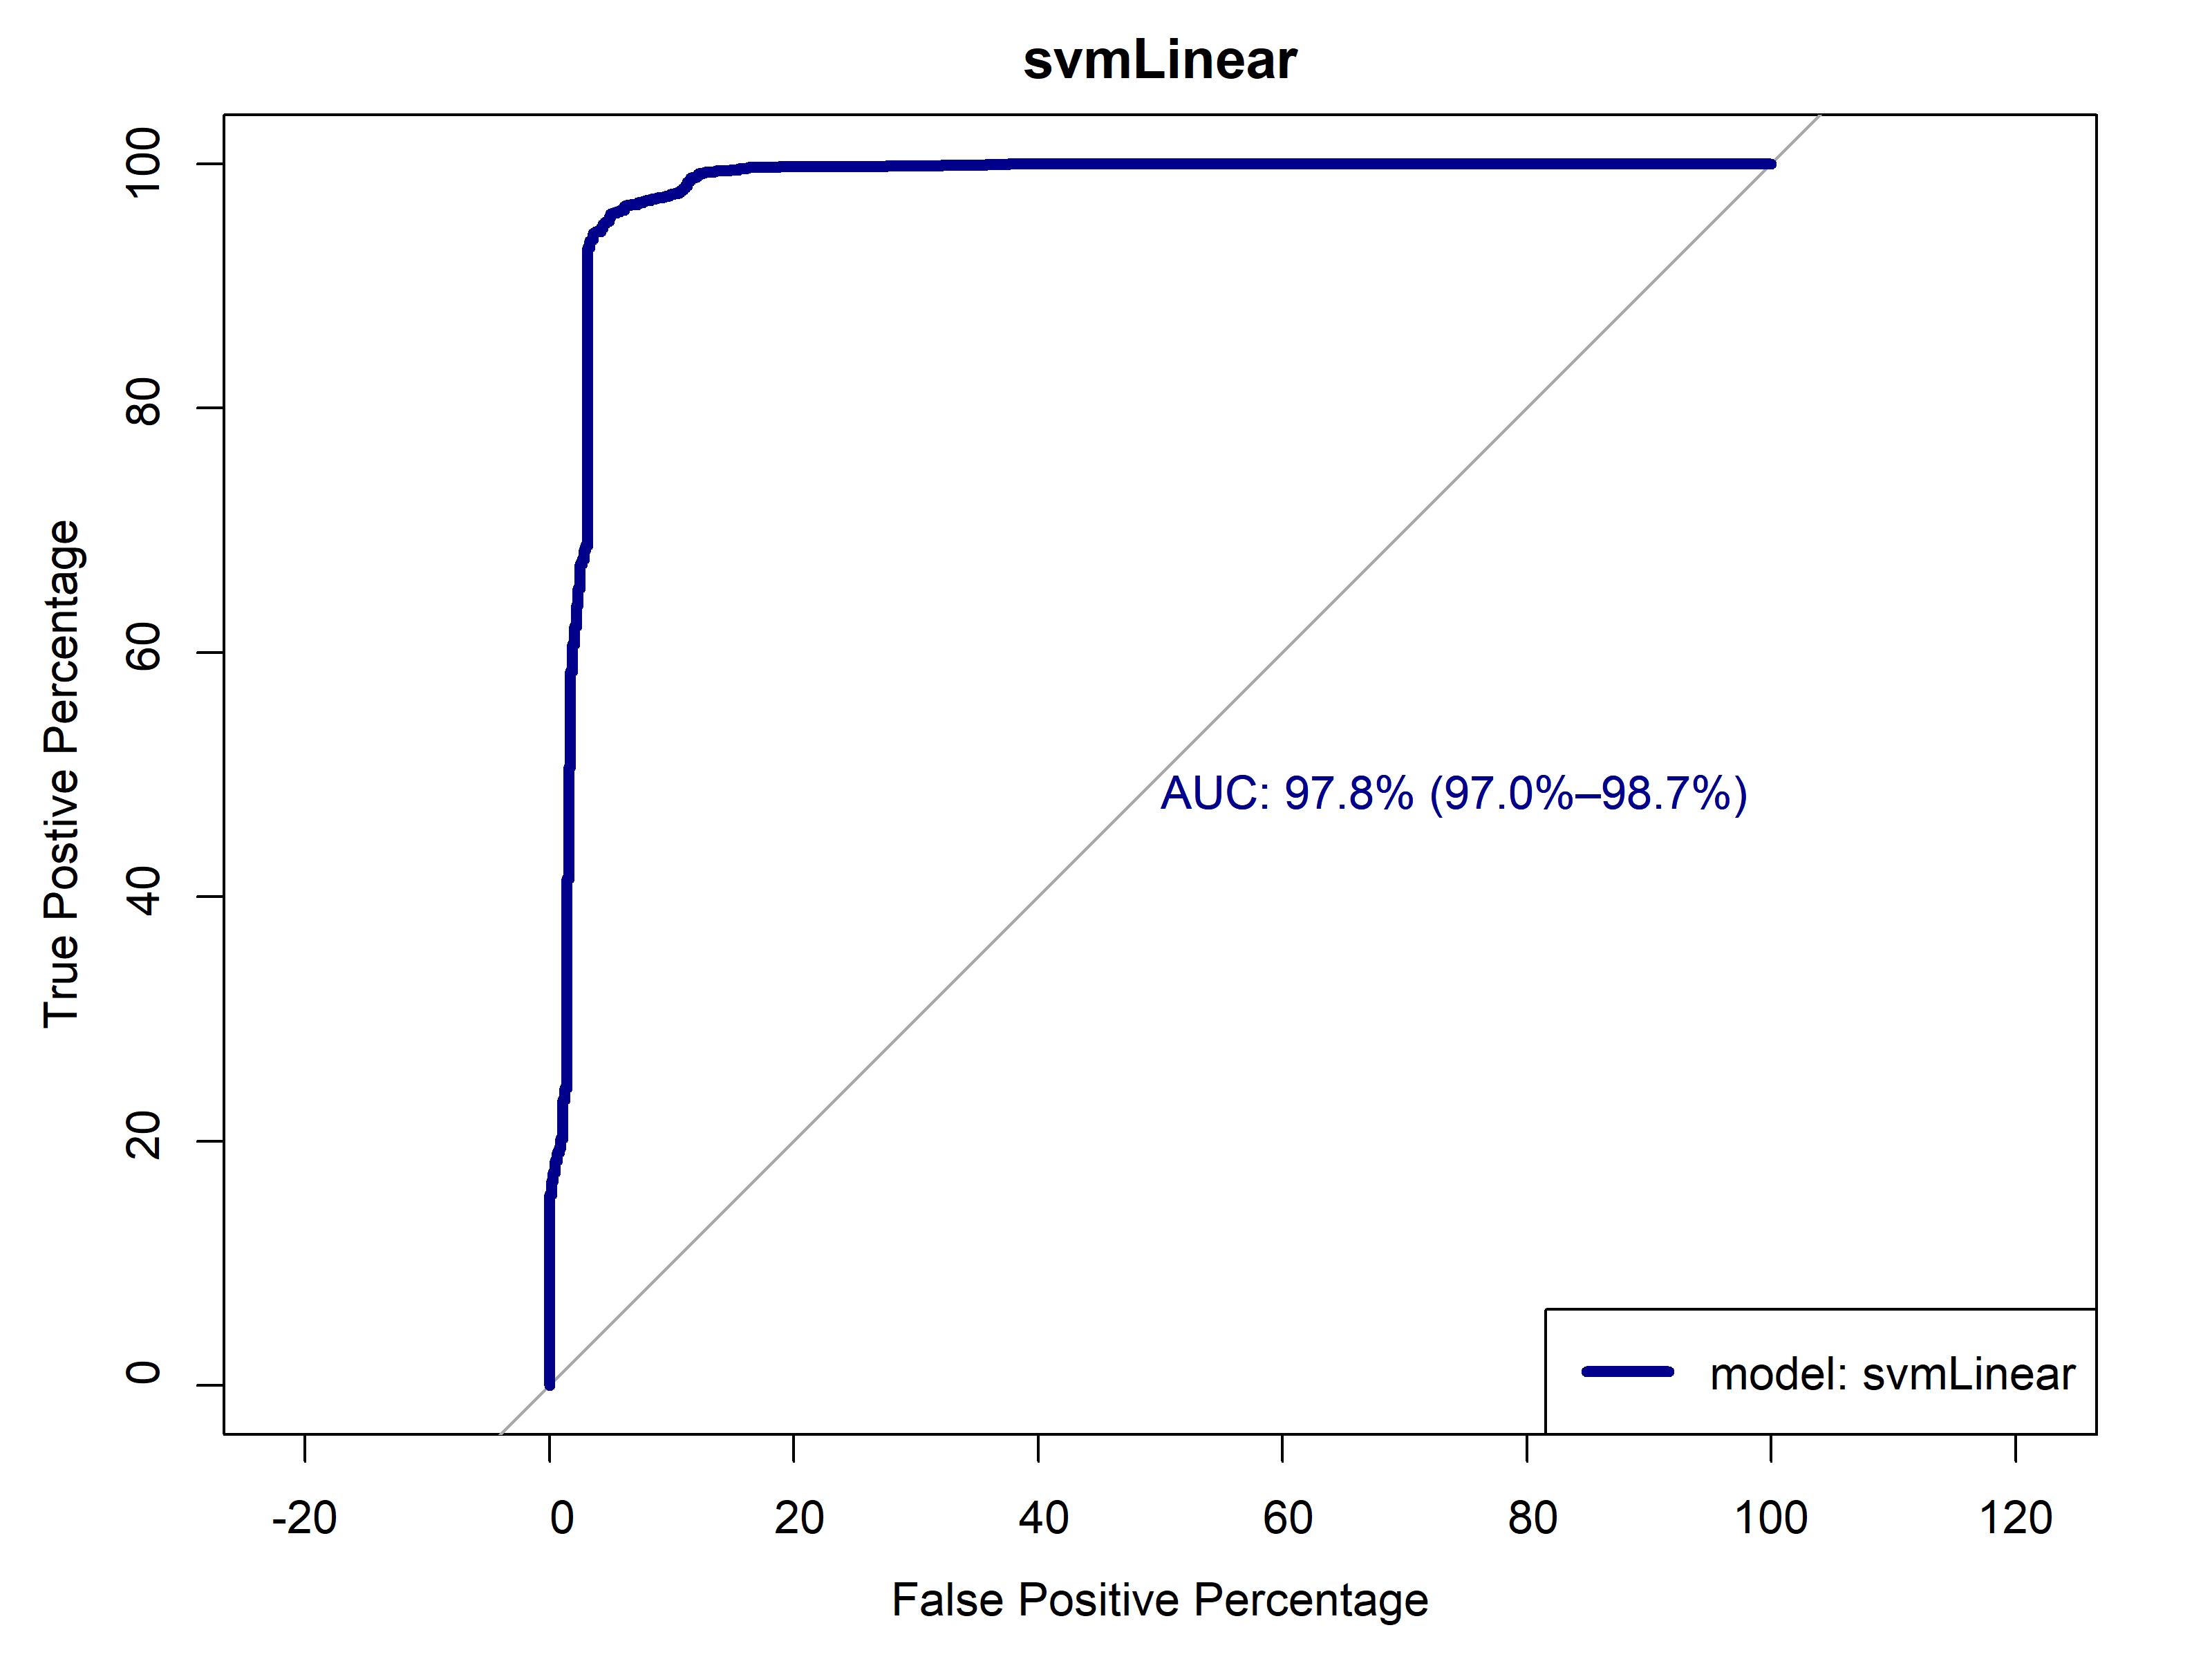 svmLinear
True Postive Percentage
100
80
60
40
20
0
AUC: 97.8% (97.0%–98.7%)
model: svmLinear
-20 0 20 40 60 80 100 120
False Positive Percentage